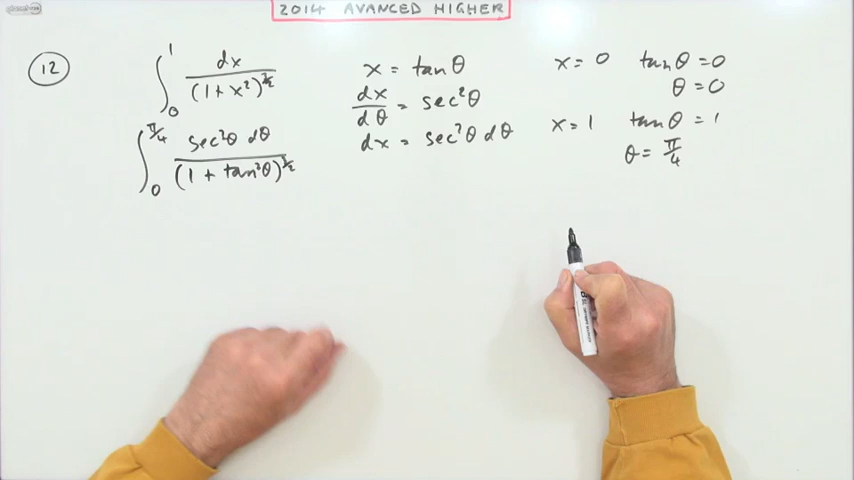 2014 AVANCED HIGHER
12
∫₀¹ dx / (1 + x²)^(3/2)
x = tanθ
dx/dθ = sec²θ
dx = sec²θ dθ
x = 0 tanθ = 0
θ = 0
x = 1 tanθ = 1
θ = π/4
∫₀^(π/4) sec²θ dθ / (1 + tan²θ)^(3/2)